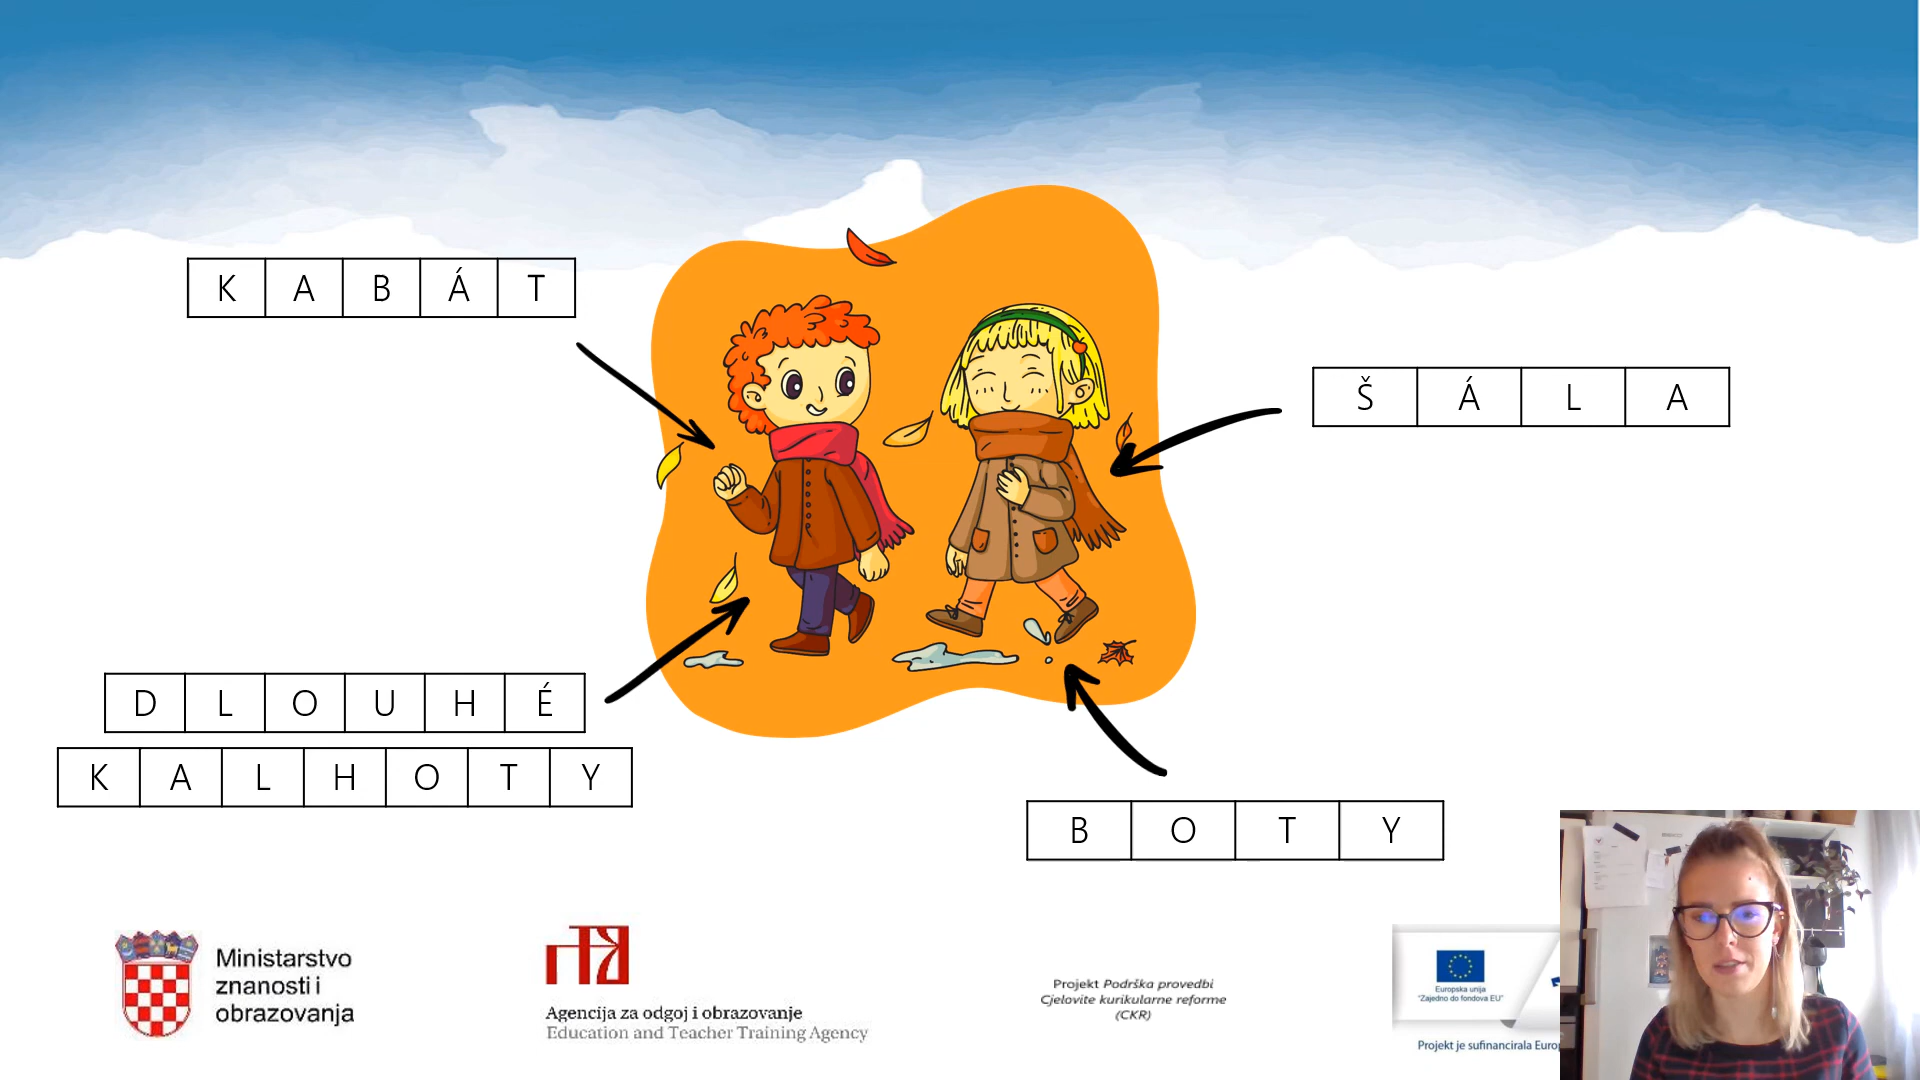 KABÁT
ŠÁLA
DLOUHÉ
KALHOTY
BOTY
Ministarstvo
znanosti i
obrazovanja
Agencija za odgoj i obrazovanje
Education and Teacher Training Agency
Projekt Podrška provedbi
Cjelovite kurikularne reforme
(CKR)
Europska unija
"Zajedno do fondova EU"
Projekt je sufinancirala